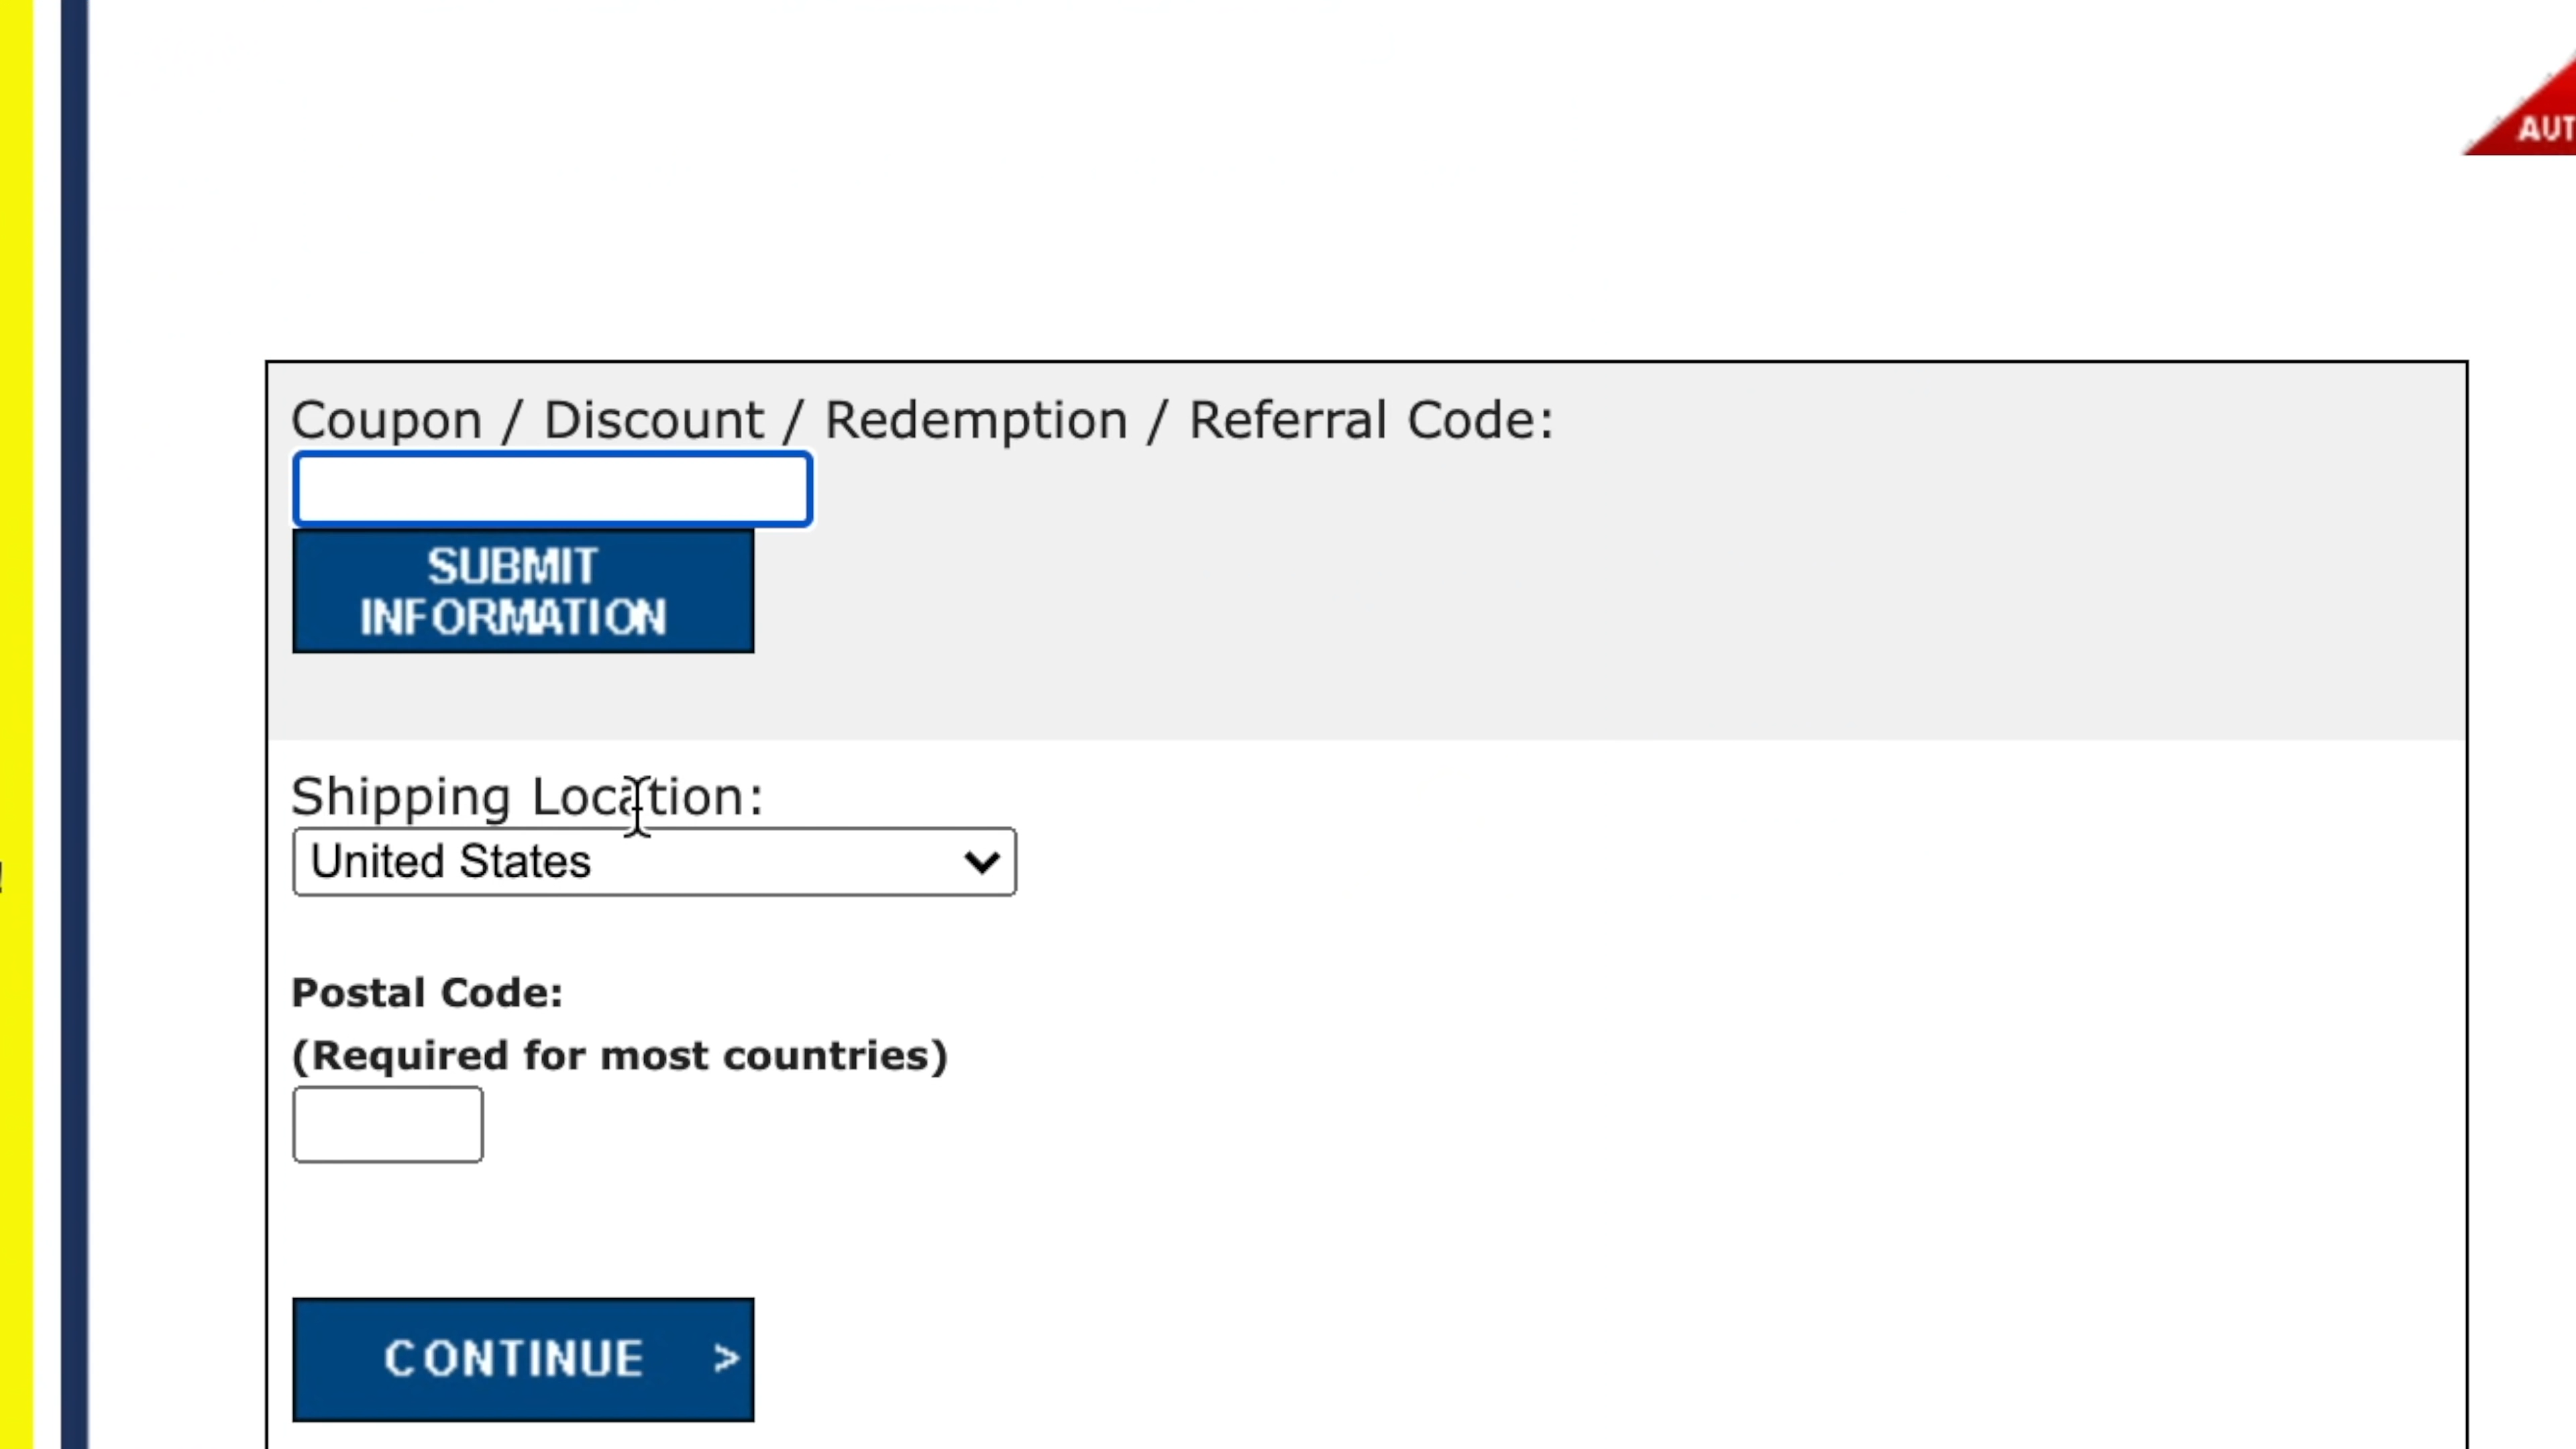 AUT
Coupon / Discount / Redemption / Referral Code:
SUBMIT
INFORMATION
Shipping Location:
United States
Postal Code:
(Required for most countries)
CONTINUE >